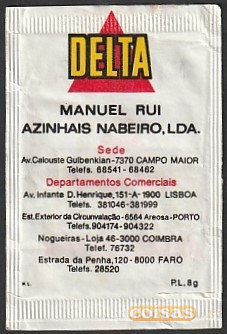 DELTA
MANUEL RUI
AZINHAIS NABEIRO, LDA.
Sede
Av. Calouste Gulbenkian-7370 CAMPO MAIOR
Telefs. 68541 - 68462
Departamentos Comerciais
Av. Infante D. Henrique, 151-A-1900 LISBOA
Telefs. 381046-381999
Est. Exterior da Circunvalação-6564 Areosa-PORTO
Telefs. 904174-904322
Nogueiras-Loja 46-3000 COIMBRA
Telef. 76732
Estrada da Penha, 120-8000 FARO
Telefs. 28520
M.L. P.L. 8g
coisas